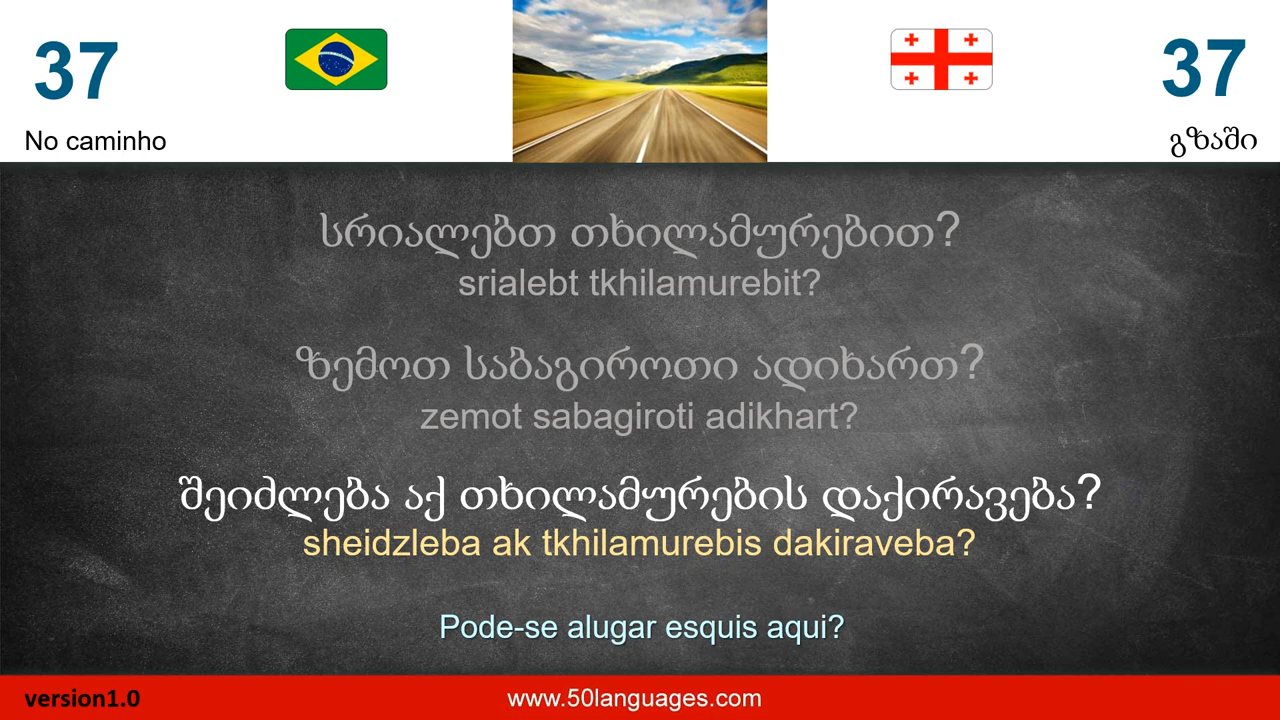 37
37
No caminho
გზაში
სრიალებთ თხილამურებით?
srialebt tkhilamurebit?
ზემოთ საბაგიროთი ადიხართ?
zemot sabagiroti adikhart?
შეიძლება აქ თხილამურების დაქირავება?
sheidzleba ak tkhilamurebis dakiraveba?
Pode-se alugar esquis aqui?
version1.0
www.50languages.com